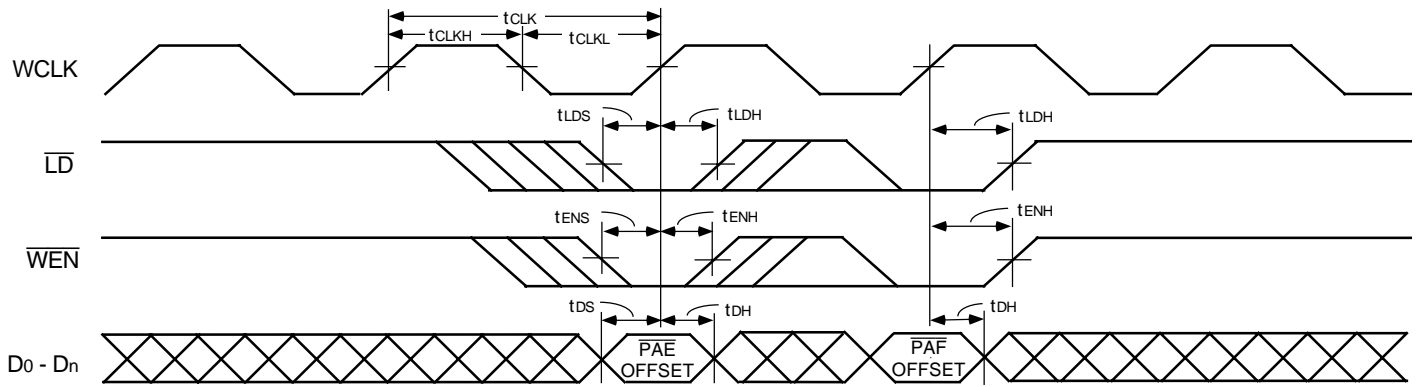 tCLK
tCLKH
tCLKL
WCLK
tLDS
tLDH
tLDH
LD
tENS
tENH
tENH
WEN
tDS
tDH
tDH
D0 - Dn
PAE
OFFSET
PAF
OFFSET